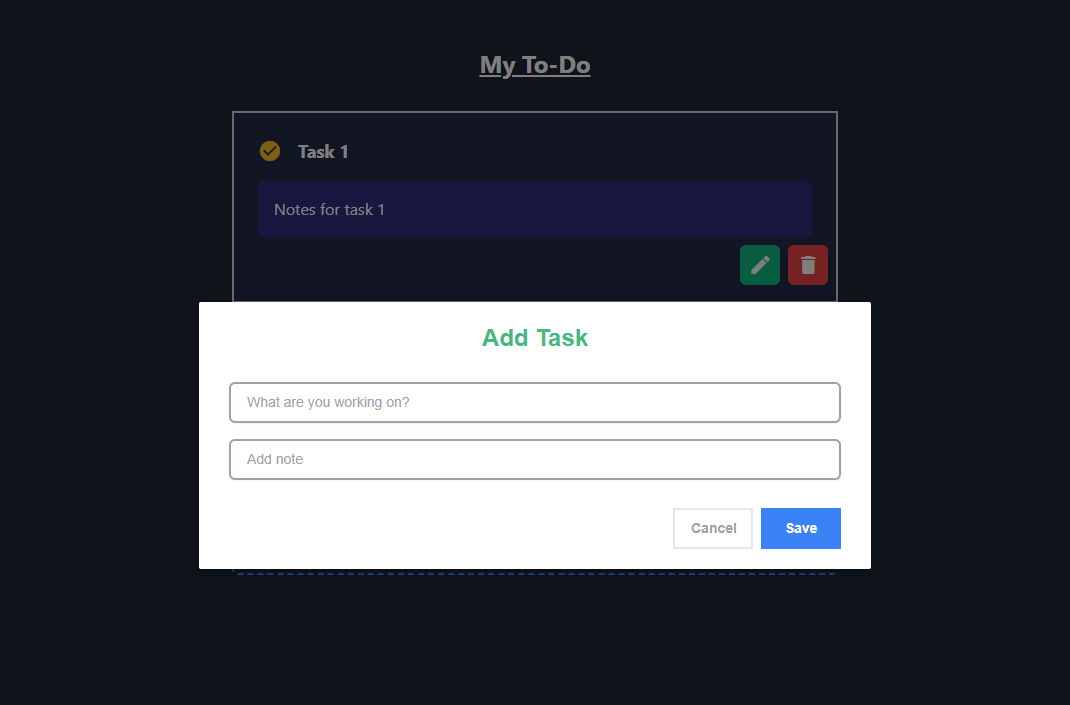 My To-Do
Task 1
Notes for task 1
Add Task
What are you working on?
Add note
Cancel
Save